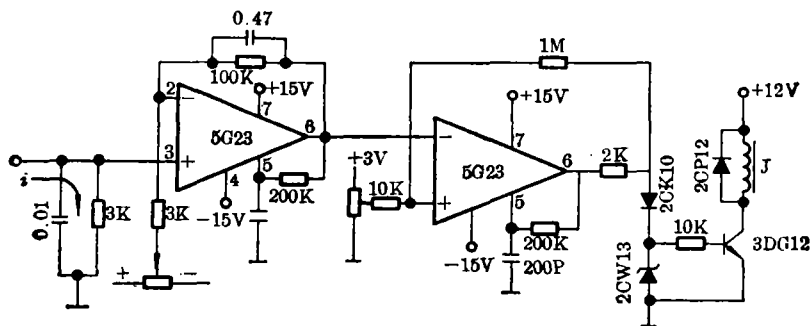 0.47
100K
2
−
+15V
7
5G23
6
3
+
5
4
200K
−15V
i
0.01
3K
3K
+
−
1M
+15V
−
7
5G23
6
2K
+3V
10K
+
5
−15V
200K
200P
2CK10
2CW13
10K
+12V
2CP12
J
3DG12